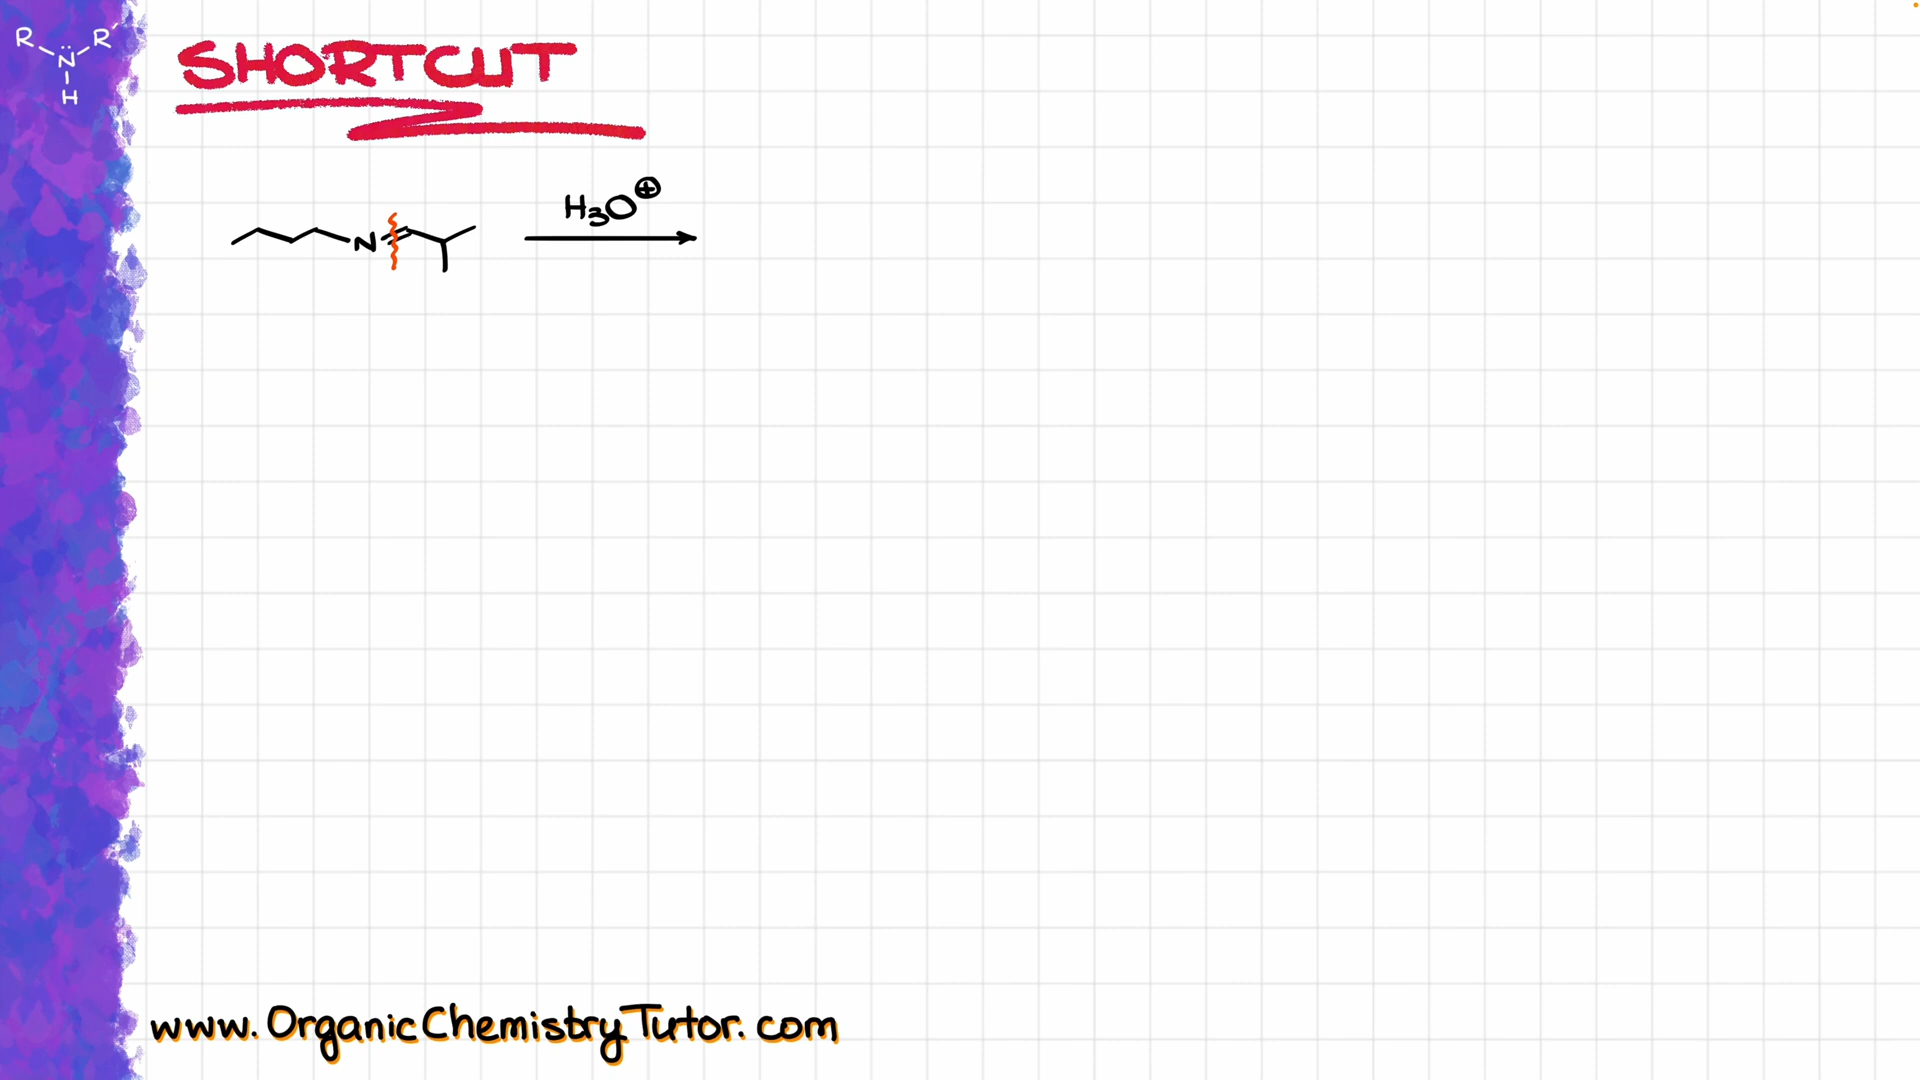 R N R'
H
SHORTCUT
H₃O⊕
N
www.OrganicChemistryTutor.com